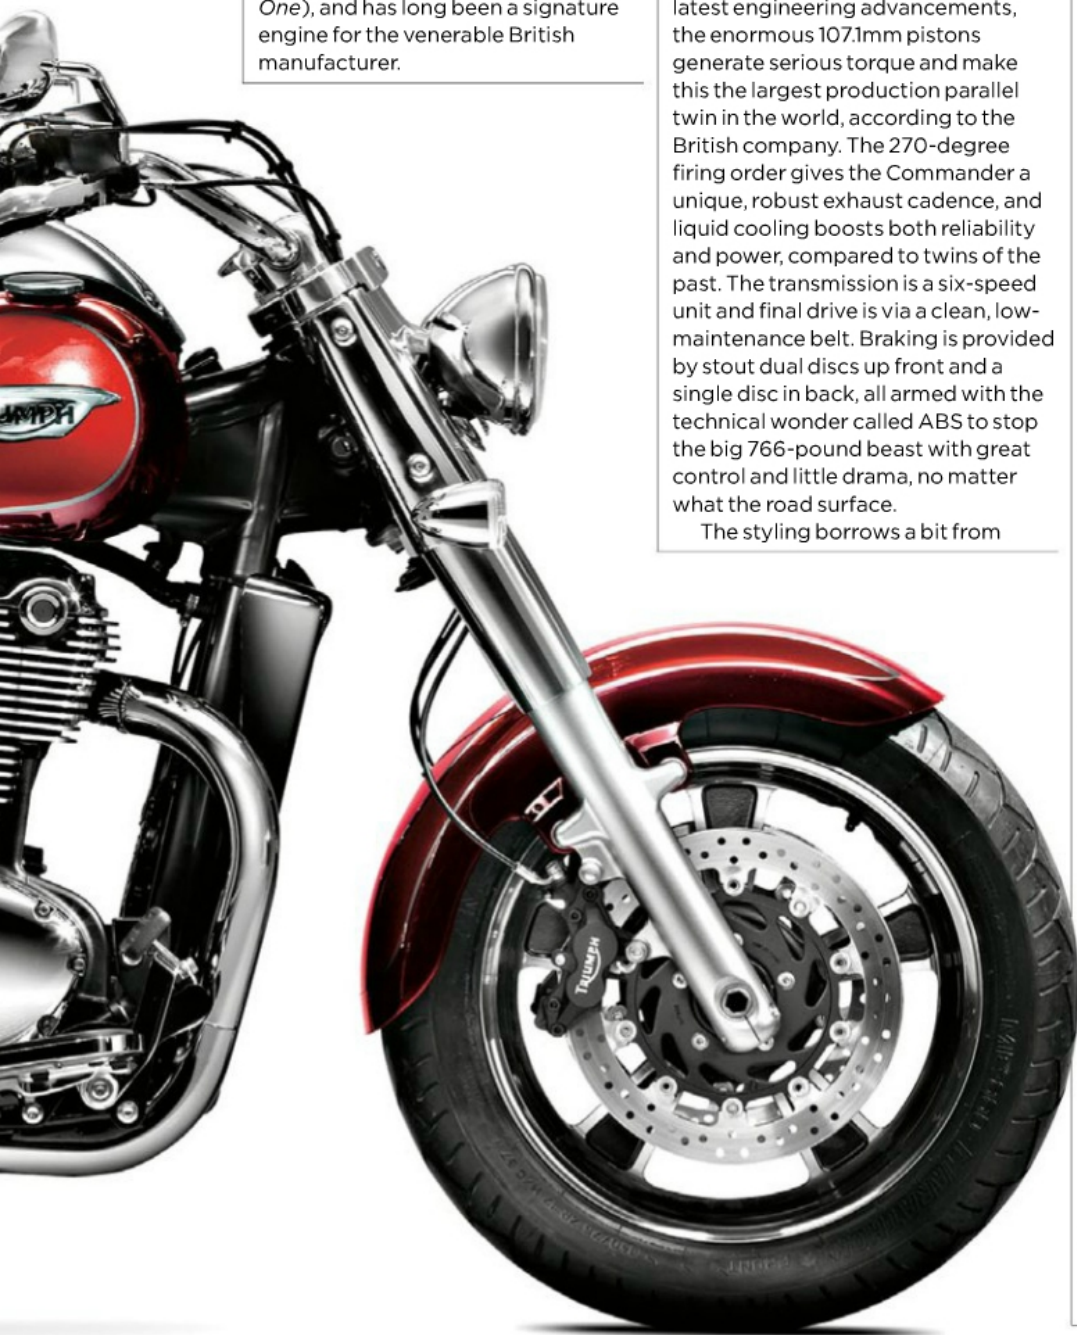 One), and has long been a signature
engine for the venerable British
manufacturer.
latest engineering advancements,
the enormous 107.1mm pistons
generate serious torque and make
this the largest production parallel
twin in the world, according to the
British company. The 270-degree
firing order gives the Commander a
unique, robust exhaust cadence, and
liquid cooling boosts both reliability
and power, compared to twins of the
past. The transmission is a six-speed
unit and final drive is via a clean, low-
maintenance belt. Braking is provided
by stout dual discs up front and a
single disc in back, all armed with the
technical wonder called ABS to stop
the big 766-pound beast with great
control and little drama, no matter
what the road surface.
The styling borrows a bit from
UMPH
TRIUMPH